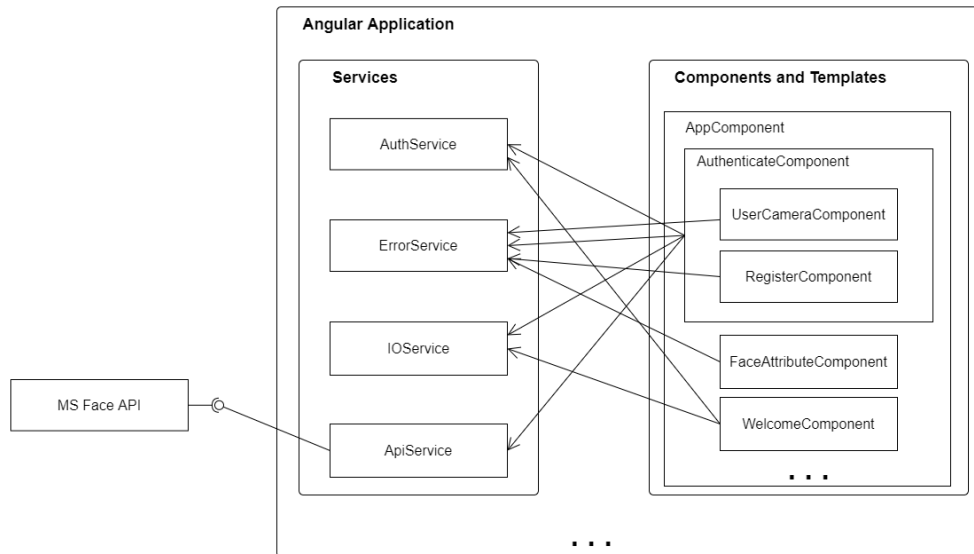 Angular Application
Services
AuthService
ErrorService
IOService
ApiService
MS Face API
Components and Templates
AppComponent
AuthenticateComponent
UserCameraComponent
RegisterComponent
FaceAttributeComponent
WelcomeComponent
. . .
. . .